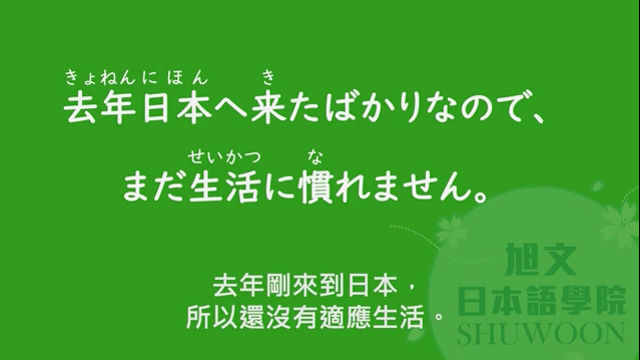 きょねん に ほん き
去年日本へ来たばかりなので、
せいかつ な
まだ生活に慣れません。
去年剛來到日本，
所以還沒有適應生活。
旭文
日本語學院
SHUWOON